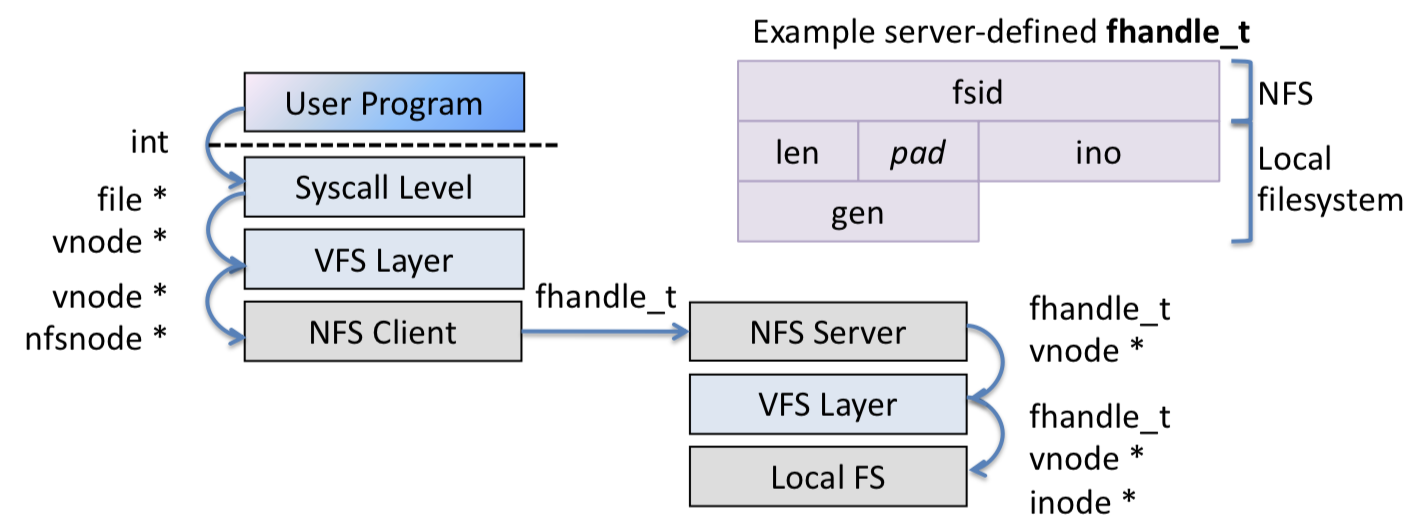 Example server-defined fhandle_t
fsid
NFS
len
pad
ino
Local
filesystem
gen
User Program
int
Syscall Level
file *
vnode *
VFS Layer
vnode *
nfsnode *
NFS Client
fhandle_t
NFS Server
fhandle_t
vnode *
VFS Layer
fhandle_t
vnode *
inode *
Local FS